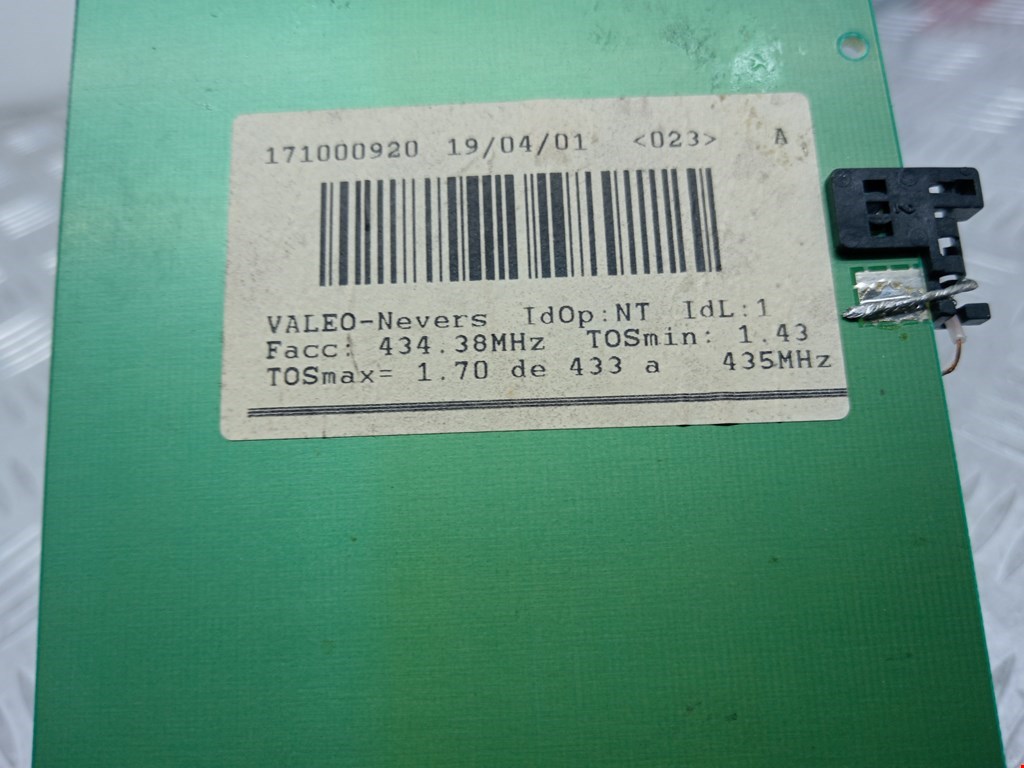 171000920 19/04/01 <023> A
VALEO-Nevers IdOp:NT IdL:1
Facc: 434.38MHz TOSmin: 1.43
TOSmax= 1.70 de 433 a 435MHz